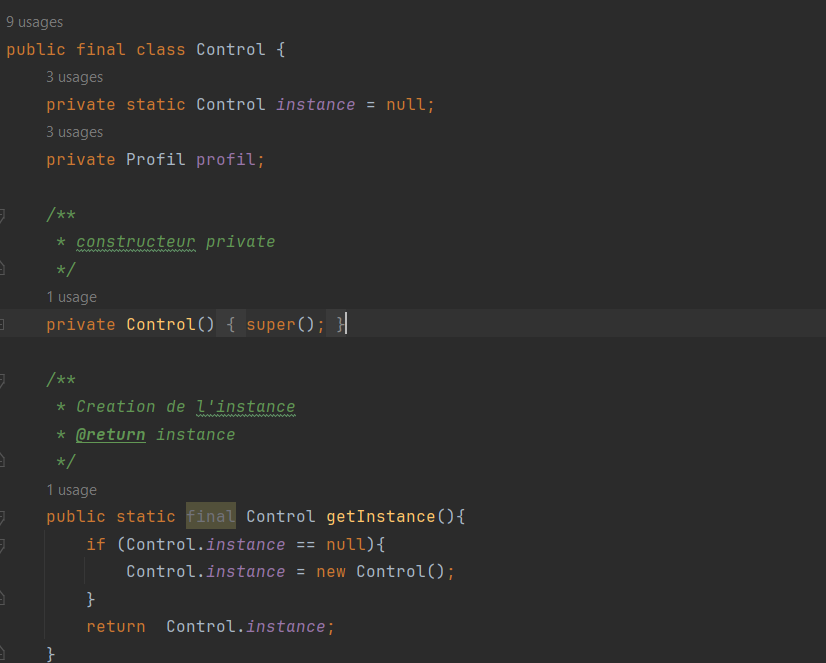 9 usages
public final class Control {
3 usages
private static Control instance = null;
3 usages
private Profil profil;
/**
* constructeur private
*/
1 usage
private Control() { super(); }
/**
* Creation de l'instance
* @return instance
*/
1 usage
public static final Control getInstance(){
if (Control.instance == null){
Control.instance = new Control();
}
return  Control.instance;
}